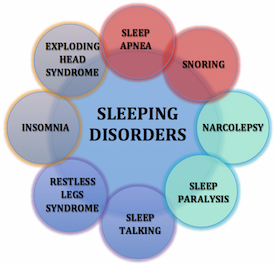 SLEEPING
DISORDERS
SLEEP
APNEA
SNORING
NARCOLEPSY
SLEEP
PARALYSIS
SLEEP
TALKING
RESTLESS
LEGS
SYNDROME
INSOMNIA
EXPLODING
HEAD
SYNDROME